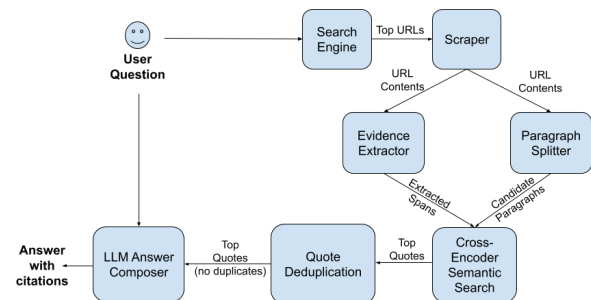 User
Question
Search
Engine
Top URLs
Scraper
URL
Contents
URL
Contents
Evidence
Extractor
Paragraph
Splitter
Extracted
Spans
Candidate
Paragraphs
Answer
with
citations
LLM Answer
Composer
Top
Quotes
(no duplicates)
Quote
Deduplication
Top
Quotes
Cross-
Encoder
Semantic
Search